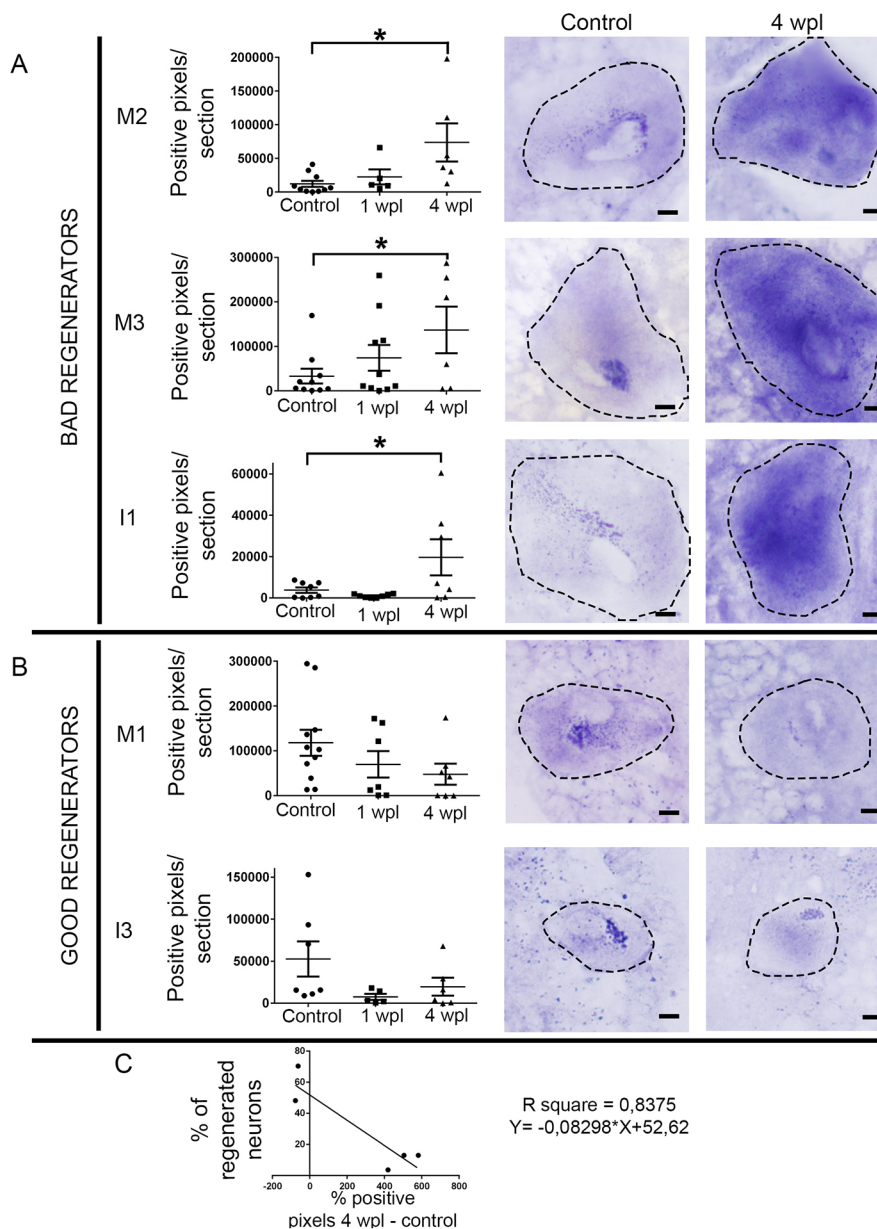 Control 4 wpl
A
BAD REGENERATORS
M2
Positive pixels/
section
200000
150000
100000
50000
0
Control 1 wpl 4 wpl
*
M3
Positive pixels/
section
300000
200000
100000
0
Control 1 wpl 4 wpl
*
I1
Positive pixels/
section
60000
40000
20000
0
Control 1 wpl 4 wpl
*
B
GOOD REGENERATORS
M1
Positive pixels/
section
300000
200000
100000
0
Control 1 wpl 4 wpl
I3
Positive pixels/
section
150000
100000
50000
0
Control 1 wpl 4 wpl
C
% of
regenerated
neurons
80
60
40
20
-200 0 200 400 600 800
% positive
pixels 4 wpl - control
R square = 0,8375
Y= -0,08298*X+52,62